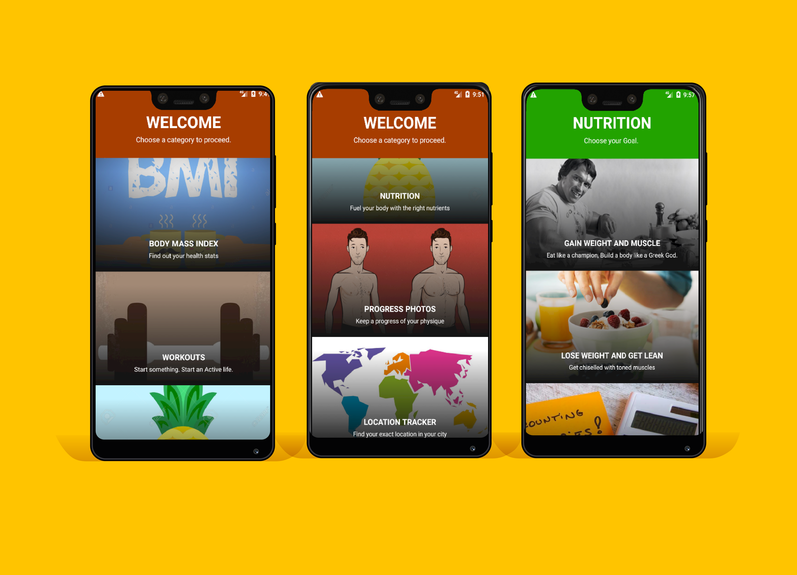 9:4
WELCOME
Choose a category to proceed.
BMI
BODY MASS INDEX
Find out your health stats
WORKOUTS
Start something. Start an Active life.
9:51
WELCOME
Choose a category to proceed.
NUTRITION
Fuel your body with the right nutrients
PROGRESS PHOTOS
Keep a progress of your physique
LOCATION TRACKER
Find your exact location in your city
9:57
NUTRITION
Choose your Goal.
GAIN WEIGHT AND MUSCLE
Eat like a champion, Build a body like a Greek God.
LOSE WEIGHT AND GET LEAN
Get chiselled with toned muscles
OUNTING